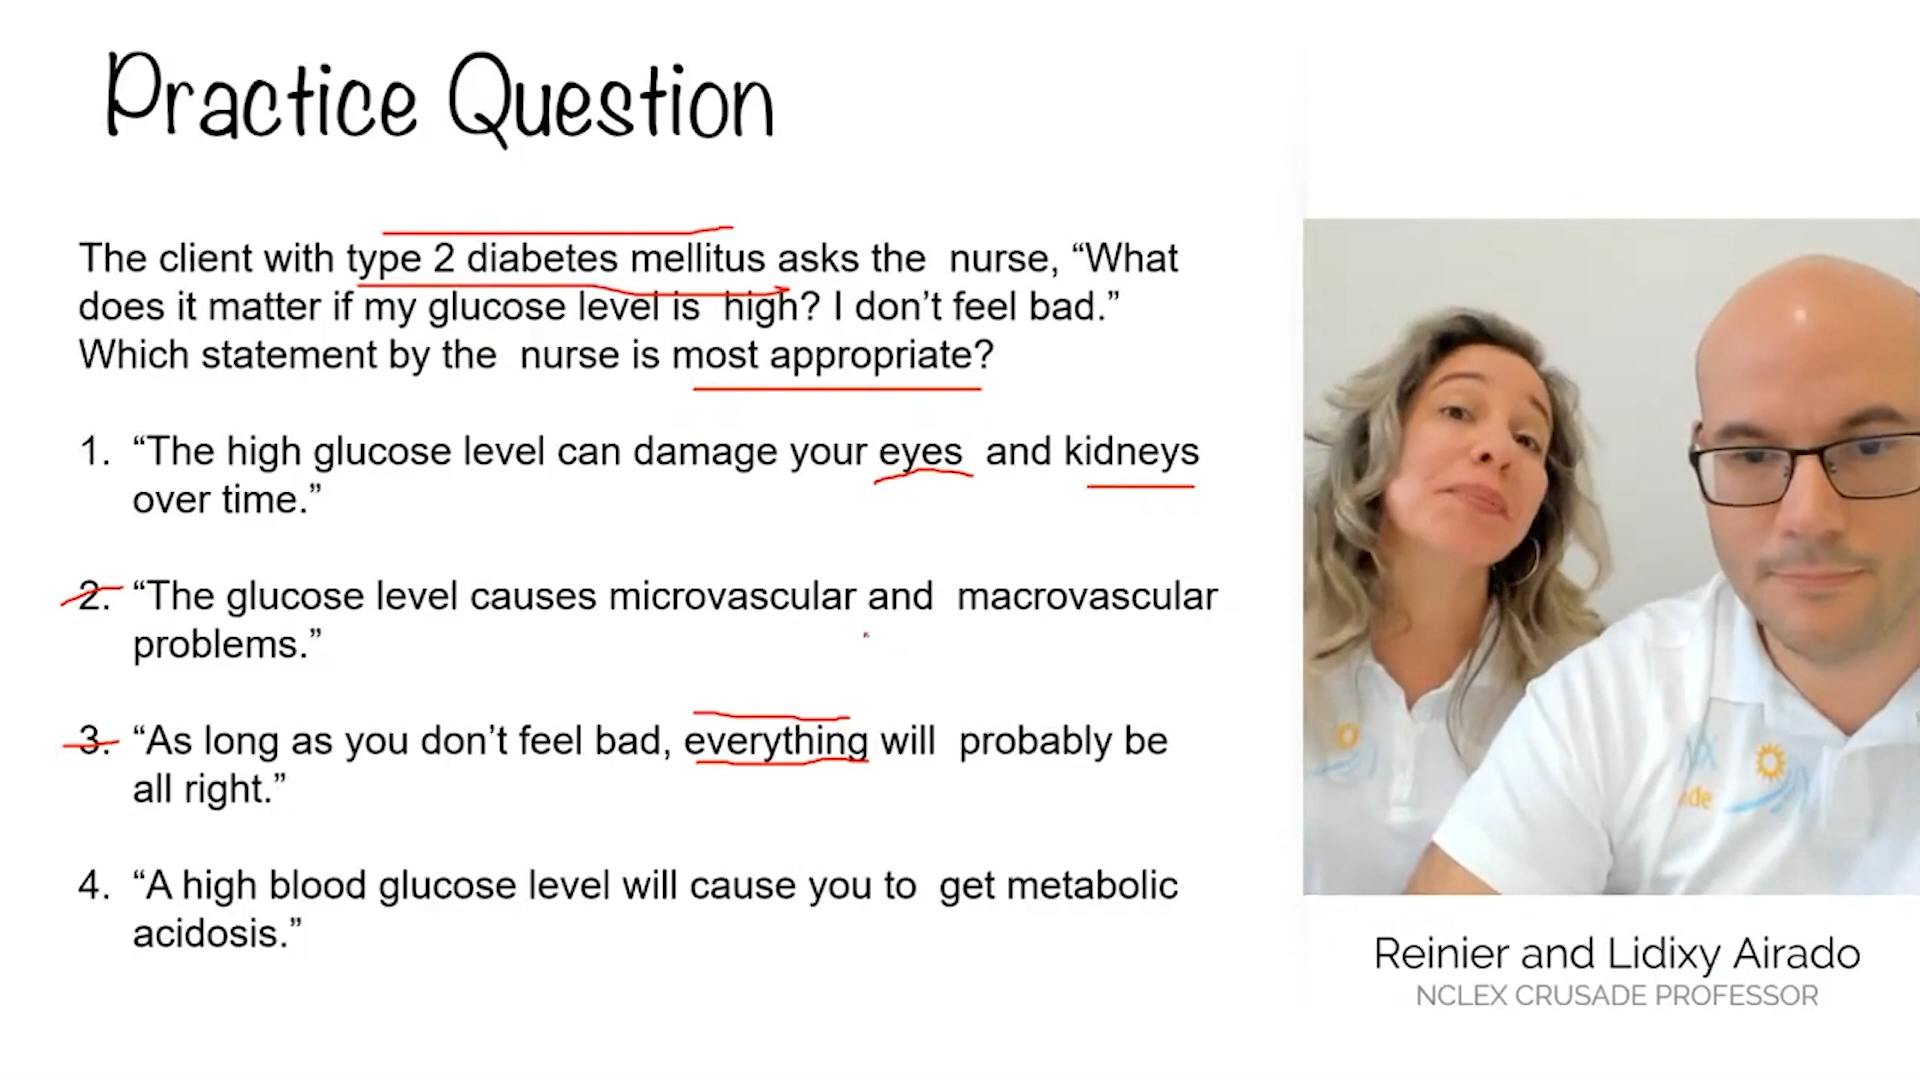 Practice Question
The client with type 2 diabetes mellitus asks the nurse, “What
does it matter if my glucose level is high? I don’t feel bad.”
Which statement by the nurse is most appropriate?
1. “The high glucose level can damage your eyes and kidneys
over time.”
2. “The glucose level causes microvascular and macrovascular
problems.”
3. “As long as you don’t feel bad, everything will probably be
all right.”
4. “A high blood glucose level will cause you to get metabolic
acidosis.”
Reinier and Lidixy Airado
NCLEX CRUSADE PROFESSOR